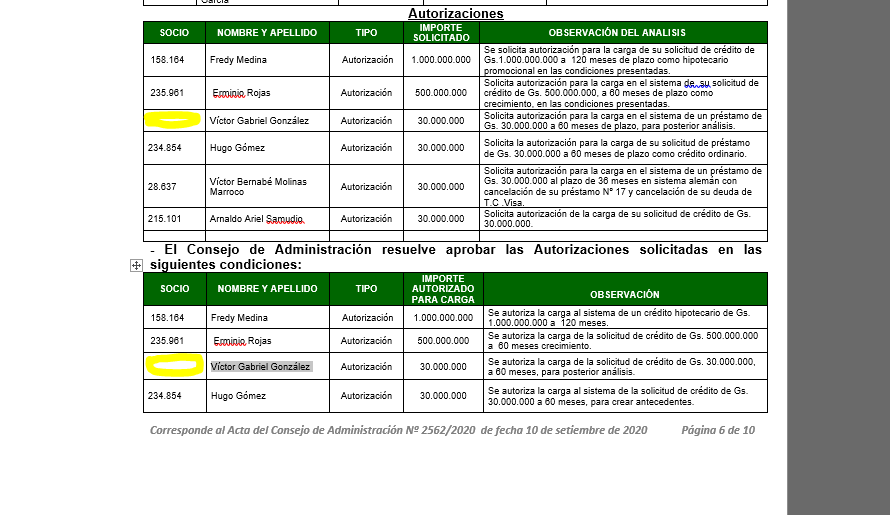 García
Autorizaciones
SOCIO NOMBRE Y APELLIDO TIPO IMPORTE SOLICITADO OBSERVACIÓN DEL ANALISIS
158.164 Fredy Medina Autorización 1.000.000.000 Se solicita autorización para la carga de su solicitud de crédito de
Gs.1.000.000.000 a 120 meses de plazo como hipotecario
promocional en las condiciones presentadas.
235.961 Erminio Rojas Autorización 500.000.000 Solicita autorización para la carga en el sistema de su solicitud de
crédito de Gs. 500.000.000, a 60 meses de plazo como
crecimiento, en las condiciones presentadas.
Víctor Gabriel González Autorización 30.000.000 Solicita autorización para la carga en el sistema de un préstamo de
Gs. 30.000.000 a 60 meses de plazo, para posterior análisis.
234.854 Hugo Gómez Autorización 30.000.000 Solicita la autorización para la carga de su solicitud de préstamo
de Gs. 30.000.000 a 60 meses de plazo como crédito ordinario.
28.637 Víctor Bernabé Molinas Marroco Autorización 30.000.000 Solicita autorización para la carga en el sistema de un préstamo de
Gs. 30.000.000 al plazo de 36 meses en sistema alemán con
cancelación de su préstamo N° 17 y cancelación de su deuda de
T.C .Visa.
215.101 Arnaldo Ariel Samudio Autorización 30.000.000 Solicita autorización de la carga de su solicitud de crédito de Gs.
30.000.000.
- El Consejo de Administración resuelve aprobar las Autorizaciones solicitadas en las
siguientes condiciones:
SOCIO NOMBRE Y APELLIDO TIPO IMPORTE AUTORIZADO PARA CARGA OBSERVACIÓN
158.164 Fredy Medina Autorización 1.000.000.000 Se autoriza la carga al sistema de un crédito hipotecario de Gs.
1.000.000.000 a 120 meses.
235.961 Erminio Rojas Autorización 500.000.000 Se autoriza la carga de la solicitud de crédito de Gs. 500.000.000
a 60 meses crecimiento.
Víctor Gabriel González Autorización 30.000.000 Se autoriza la carga de la solicitud de crédito de Gs. 30.000.000,
a 60 meses, para posterior análisis.
234.854 Hugo Gómez Autorización 30.000.000 Se autoriza la carga al sistema de la solicitud de crédito de Gs.
30.000.000 a 60 meses, para crear antecedentes.
Corresponde al Acta del Consejo de Administración Nº 2562/2020 de fecha 10 de setiembre de 2020 Página 6 de 10